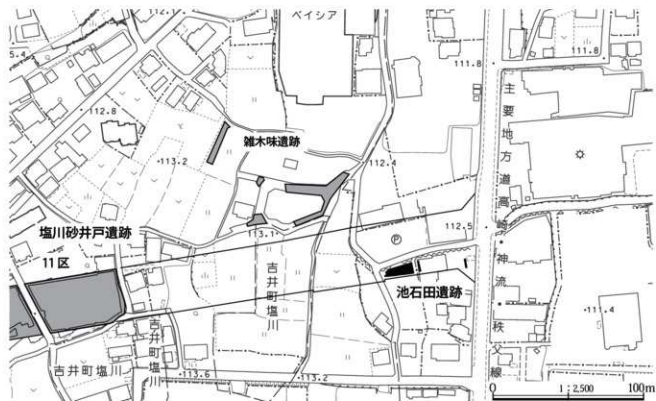 ベイシア
111.8
115.4
111.8
112.8
主要地方道高崎神流秩父線
雑木味遺跡
112.4
113.2
塩川砂井戸遺跡
113.1
112.5
11区
P
池石田遺跡
吉井町塩川
111.4
吉井町塩川
吉井町塩川
113.6
113.2
0
1:2,500
100m